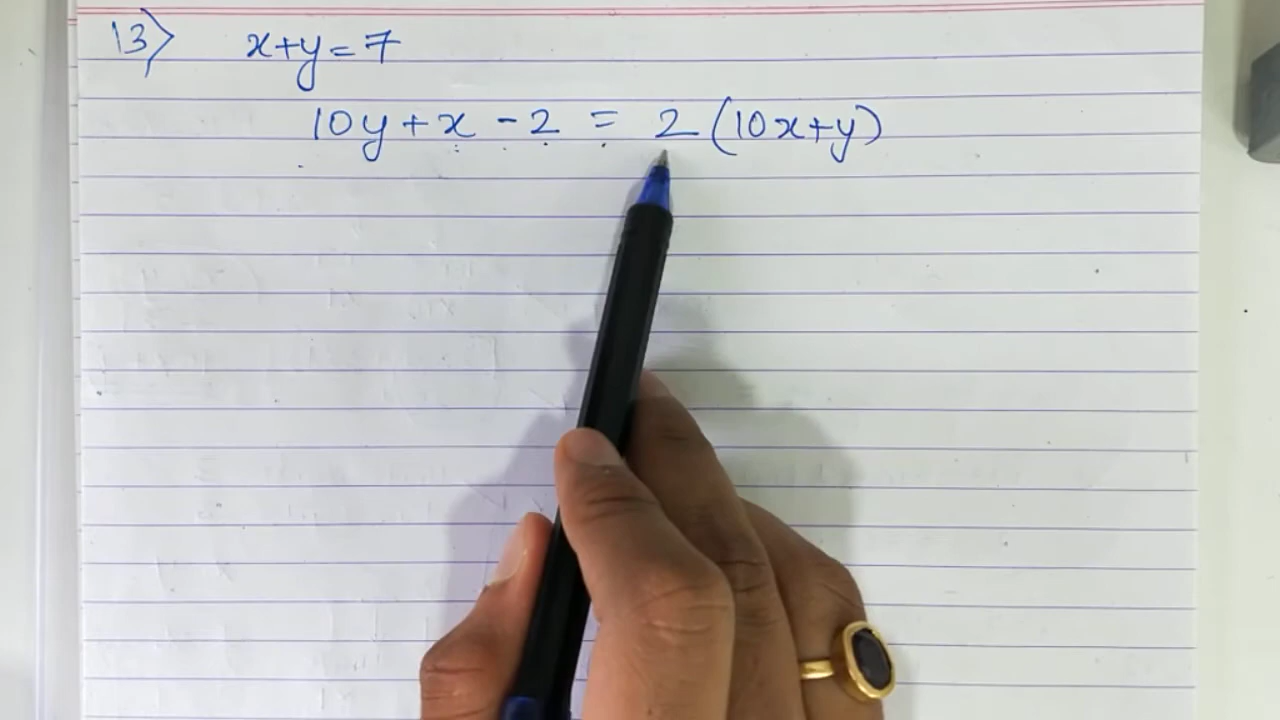 13) x+y=7
10y+x-2 = 2(10x+y)